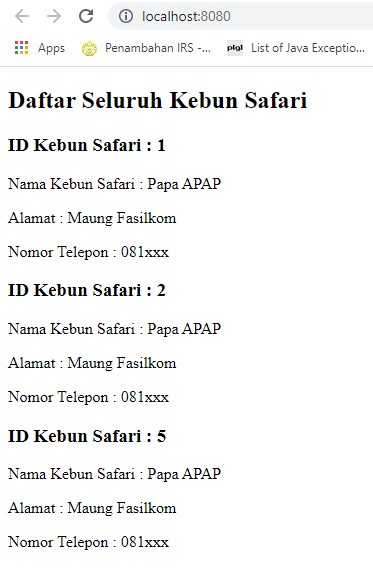 localhost:8080
Apps Penambahan IRS -... plgl List of Java Exceptio...
Daftar Seluruh Kebun Safari
ID Kebun Safari : 1
Nama Kebun Safari : Papa APAP
Alamat : Maung Fasilkom
Nomor Telepon : 081xxx
ID Kebun Safari : 2
Nama Kebun Safari : Papa APAP
Alamat : Maung Fasilkom
Nomor Telepon : 081xxx
ID Kebun Safari : 5
Nama Kebun Safari : Papa APAP
Alamat : Maung Fasilkom
Nomor Telepon : 081xxx